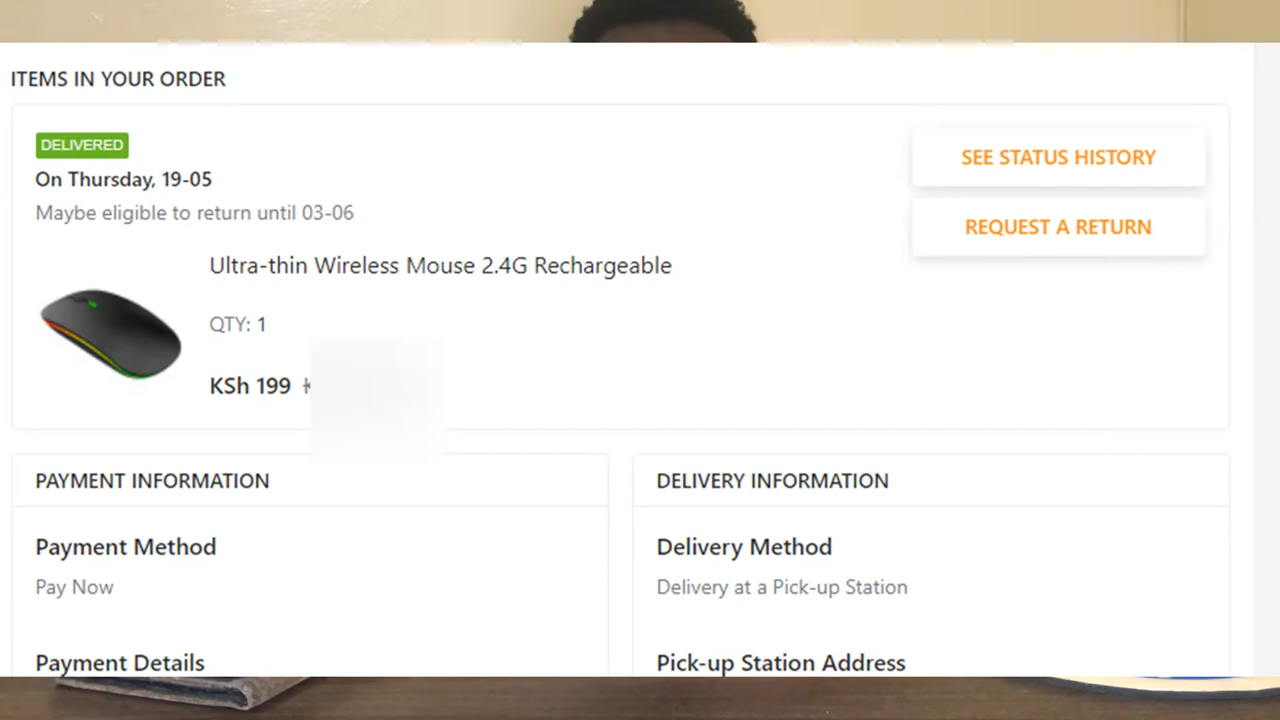 ITEMS IN YOUR ORDER
DELIVERED
On Thursday, 19-05
Maybe eligible to return until 03-06
SEE STATUS HISTORY
REQUEST A RETURN
Ultra-thin Wireless Mouse 2.4G Rechargeable
QTY: 1
KSh 199
PAYMENT INFORMATION
Payment Method
Pay Now
Payment Details
DELIVERY INFORMATION
Delivery Method
Delivery at a Pick-up Station
Pick-up Station Address